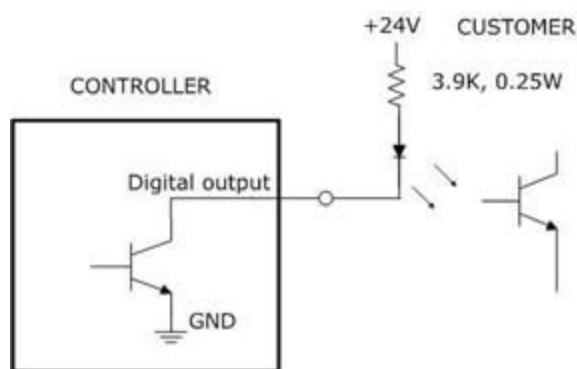 +24V CUSTOMER
3.9K, 0.25W
CONTROLLER
Digital output
GND